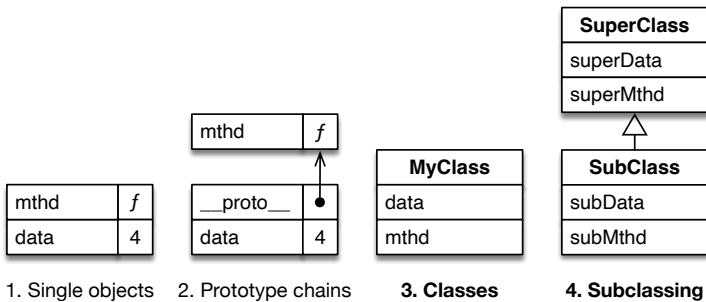 SuperClass
superData
superMthd
mthd ƒ
MyClass
SubClass
mthd ƒ
__proto__
data
subData
data 4
data 4
mthd
subMthd
1. Single objects
2. Prototype chains
3. Classes
4. Subclassing